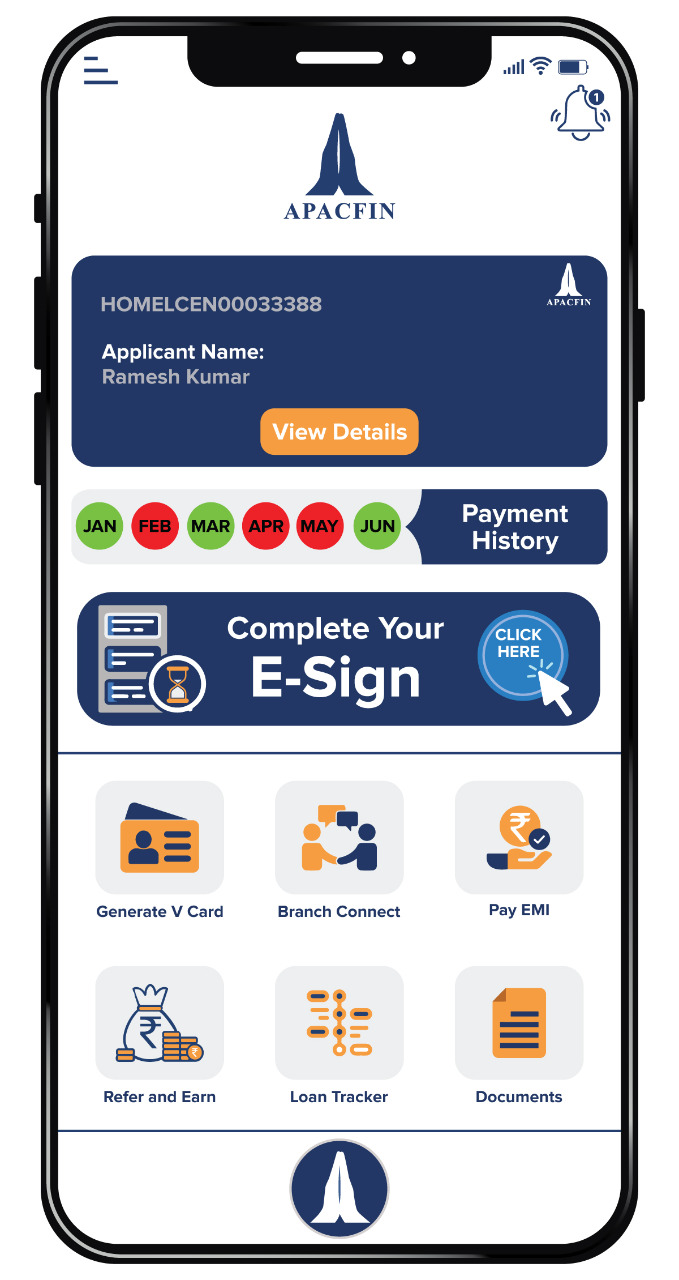 1
APACFIN
APACFIN
HOMELCEN00033388
Applicant Name:
Ramesh Kumar
View Details
JAN FEB MAR APR MAY JUN
Payment
History
Complete Your
E-Sign
CLICK
HERE
₹
Generate V Card
Branch Connect
Pay EMI
₹
₹
Refer and Earn
Loan Tracker
Documents